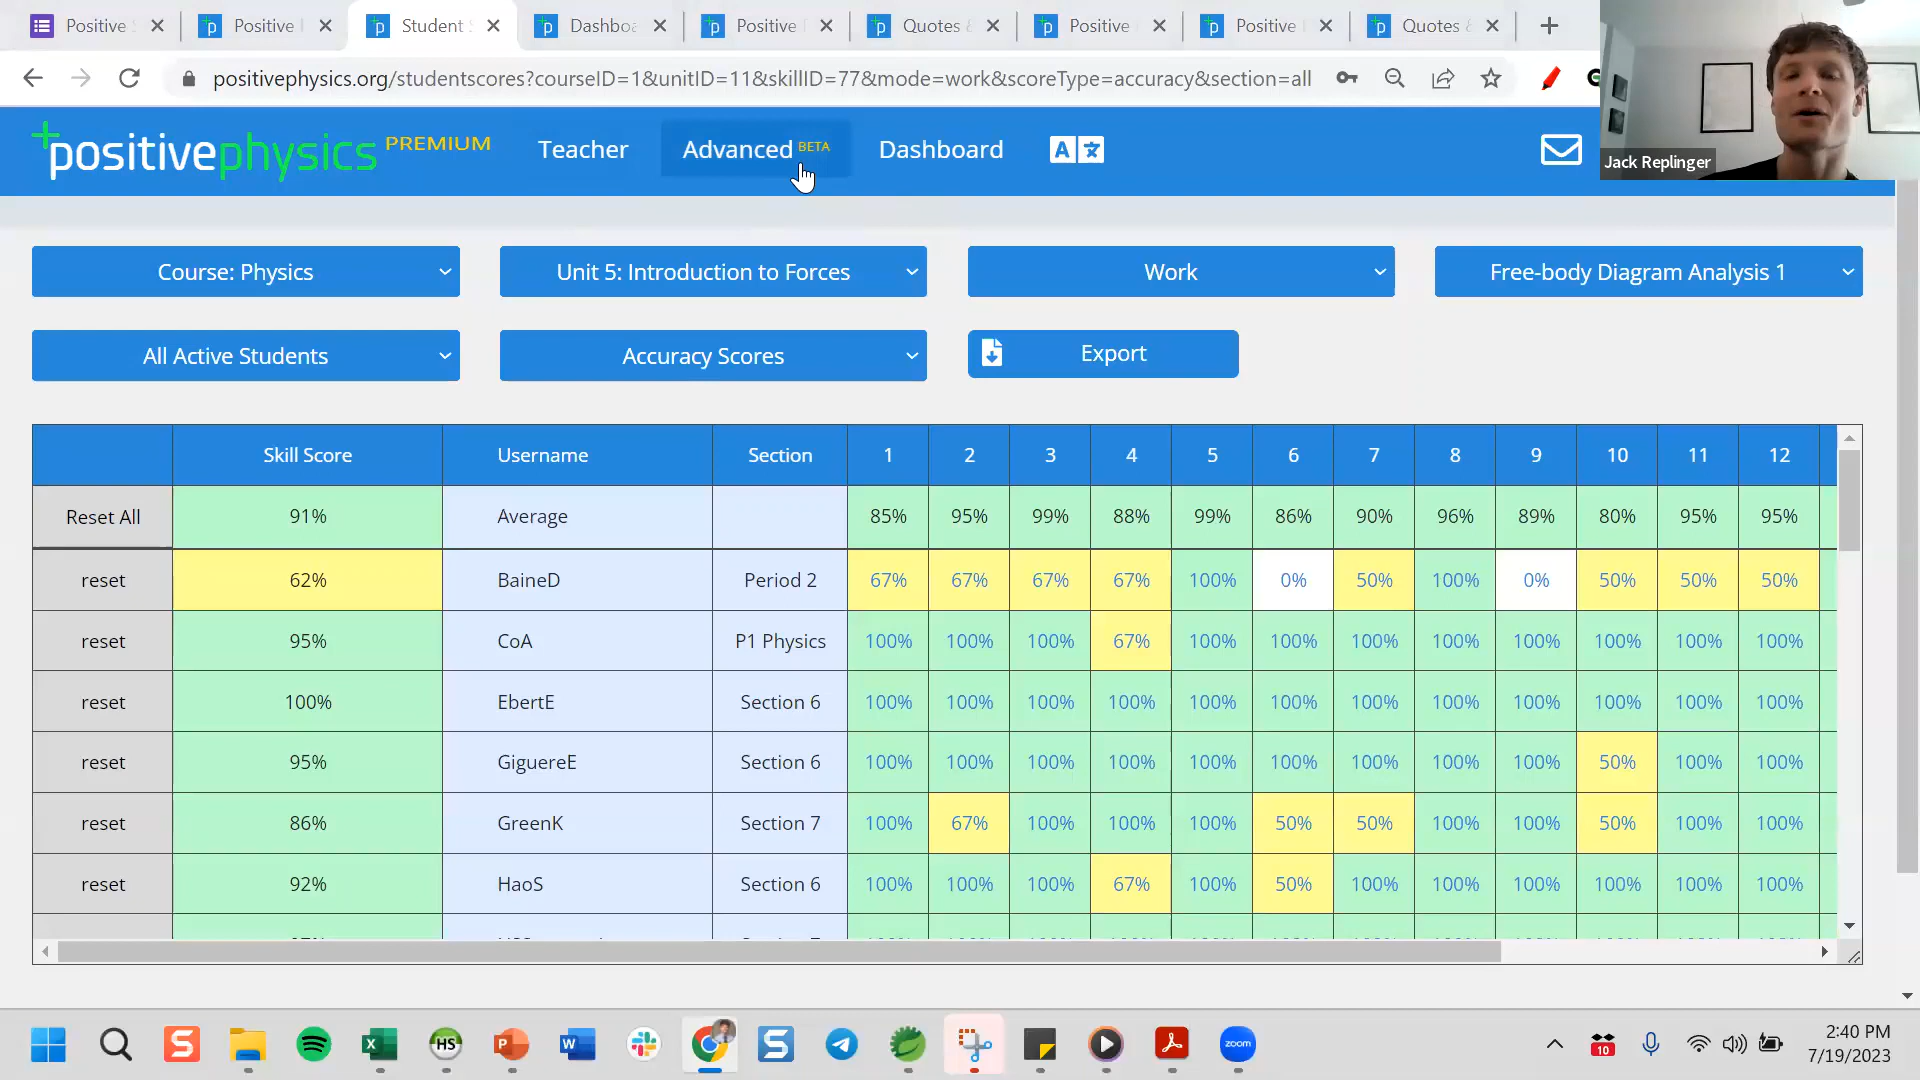 Positive
Positive
Student
Dashbo
Positive
Quotes &
Positive
Positive
Quotes &
positivephysics.org/studentscores?courseID=1&unitID=11&skillID=77&mode=work&scoreType=accuracy&section=all
positivephysics PREMIUM
Teacher
Advanced BETA
Dashboard
Jack Replinger
Course: Physics
Unit 5: Introduction to Forces
Work
Free-body Diagram Analysis 1
All Active Students
Accuracy Scores
Export
Skill Score Username Section 1 2 3 4 5 6 7 8 9 10 11 12
Reset All 91% Average 85% 95% 99% 88% 99% 86% 90% 96% 89% 80% 95% 95%
reset 62% BaineD Period 2 67% 67% 67% 67% 100% 0% 50% 100% 0% 50% 50% 50%
reset 95% CoA P1 Physics 100% 100% 100% 67% 100% 100% 100% 100% 100% 100% 100% 100%
reset 100% EbertE Section 6 100% 100% 100% 100% 100% 100% 100% 100% 100% 100% 100% 100%
reset 95% GiguereE Section 6 100% 100% 100% 100% 100% 100% 100% 100% 100% 50% 100% 100%
reset 86% GreenK Section 7 100% 67% 100% 100% 100% 50% 50% 100% 100% 50% 100% 100%
reset 92% HaoS Section 6 100% 100% 100% 67% 100% 50% 100% 100% 100% 100% 100% 100%
HS
zoom
10
2:40 PM
7/19/2023